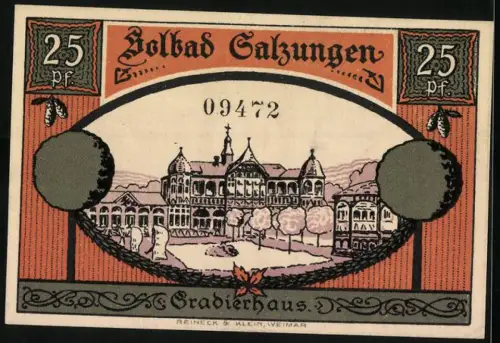 25 Pf. Solbad Salzungen 25 Pf.
09472
Gradierhaus.
REINECK & KLEIN, WEIMAR